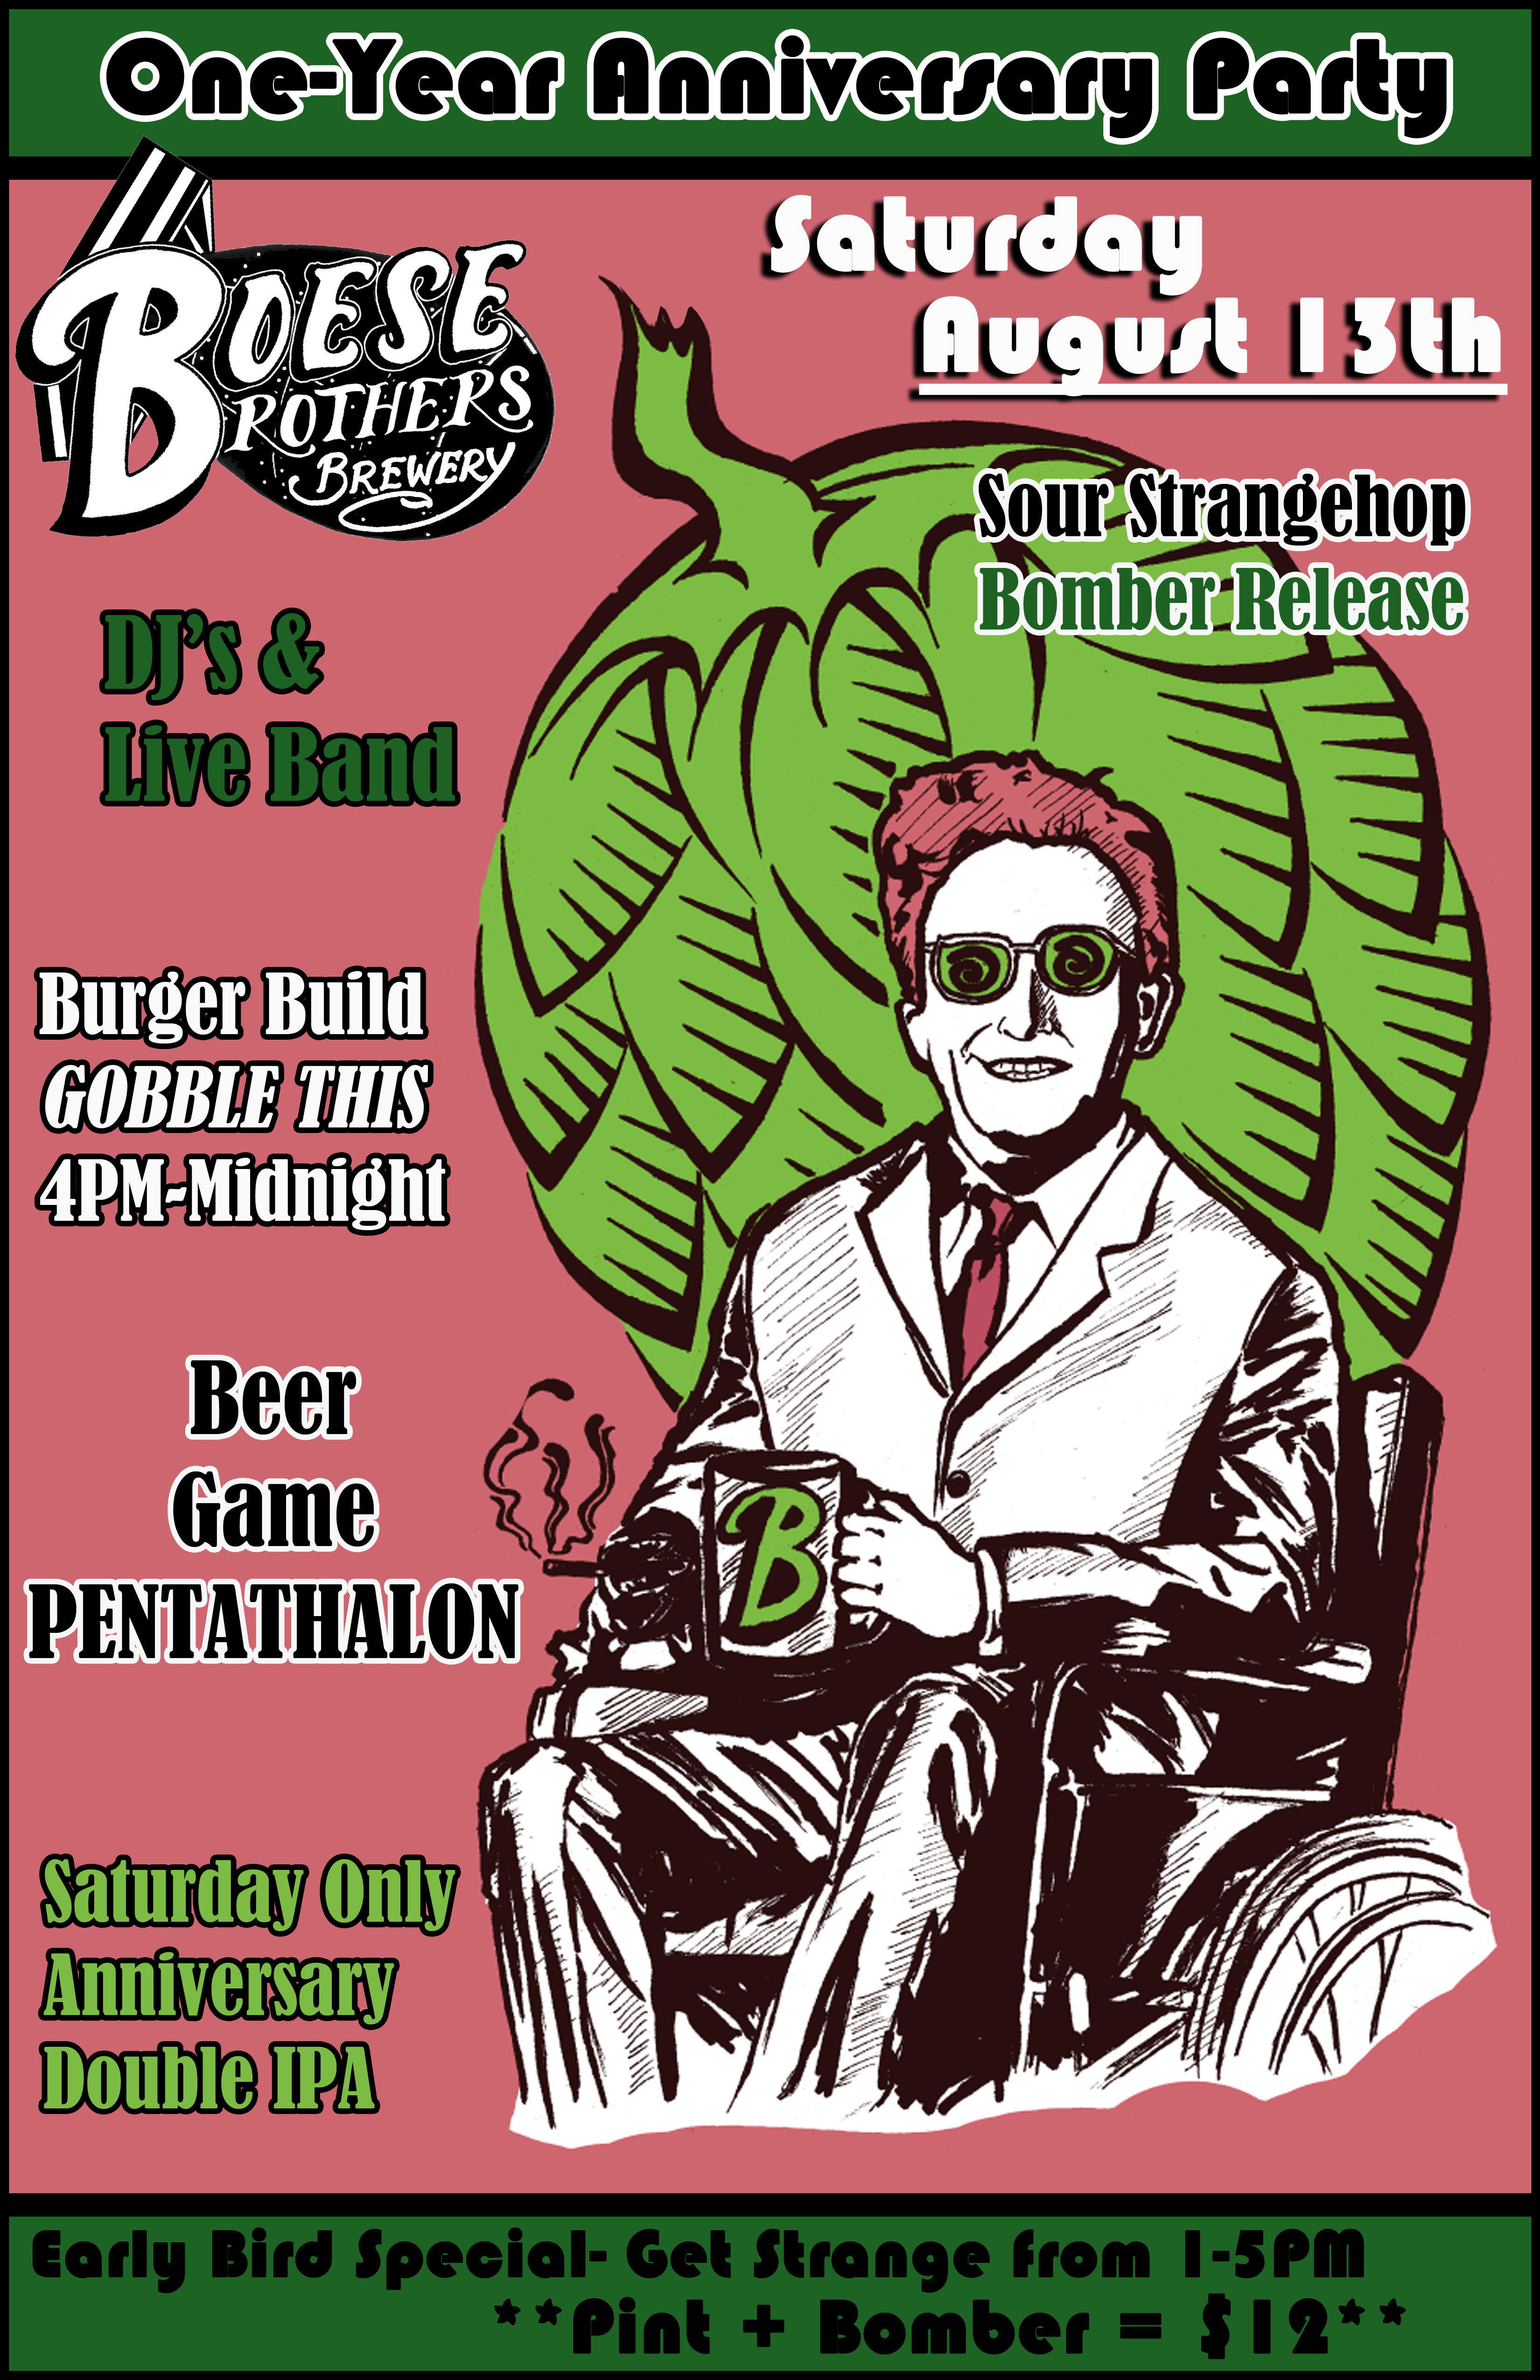 One-Year Anniversary Party
BOESE
BROTHERS
BREWERY
Saturday
August 13th
Sour Strangehop
Bomber Release
DJ's &
Live Band
Burger Build
GOBBLE THIS
4PM-Midnight
Beer
Game
PENTATHALON
B
Saturday Only
Anniversary
Double IPA
Early Bird Special- Get Strange from 1-5PM
**Pint + Bomber = $12**